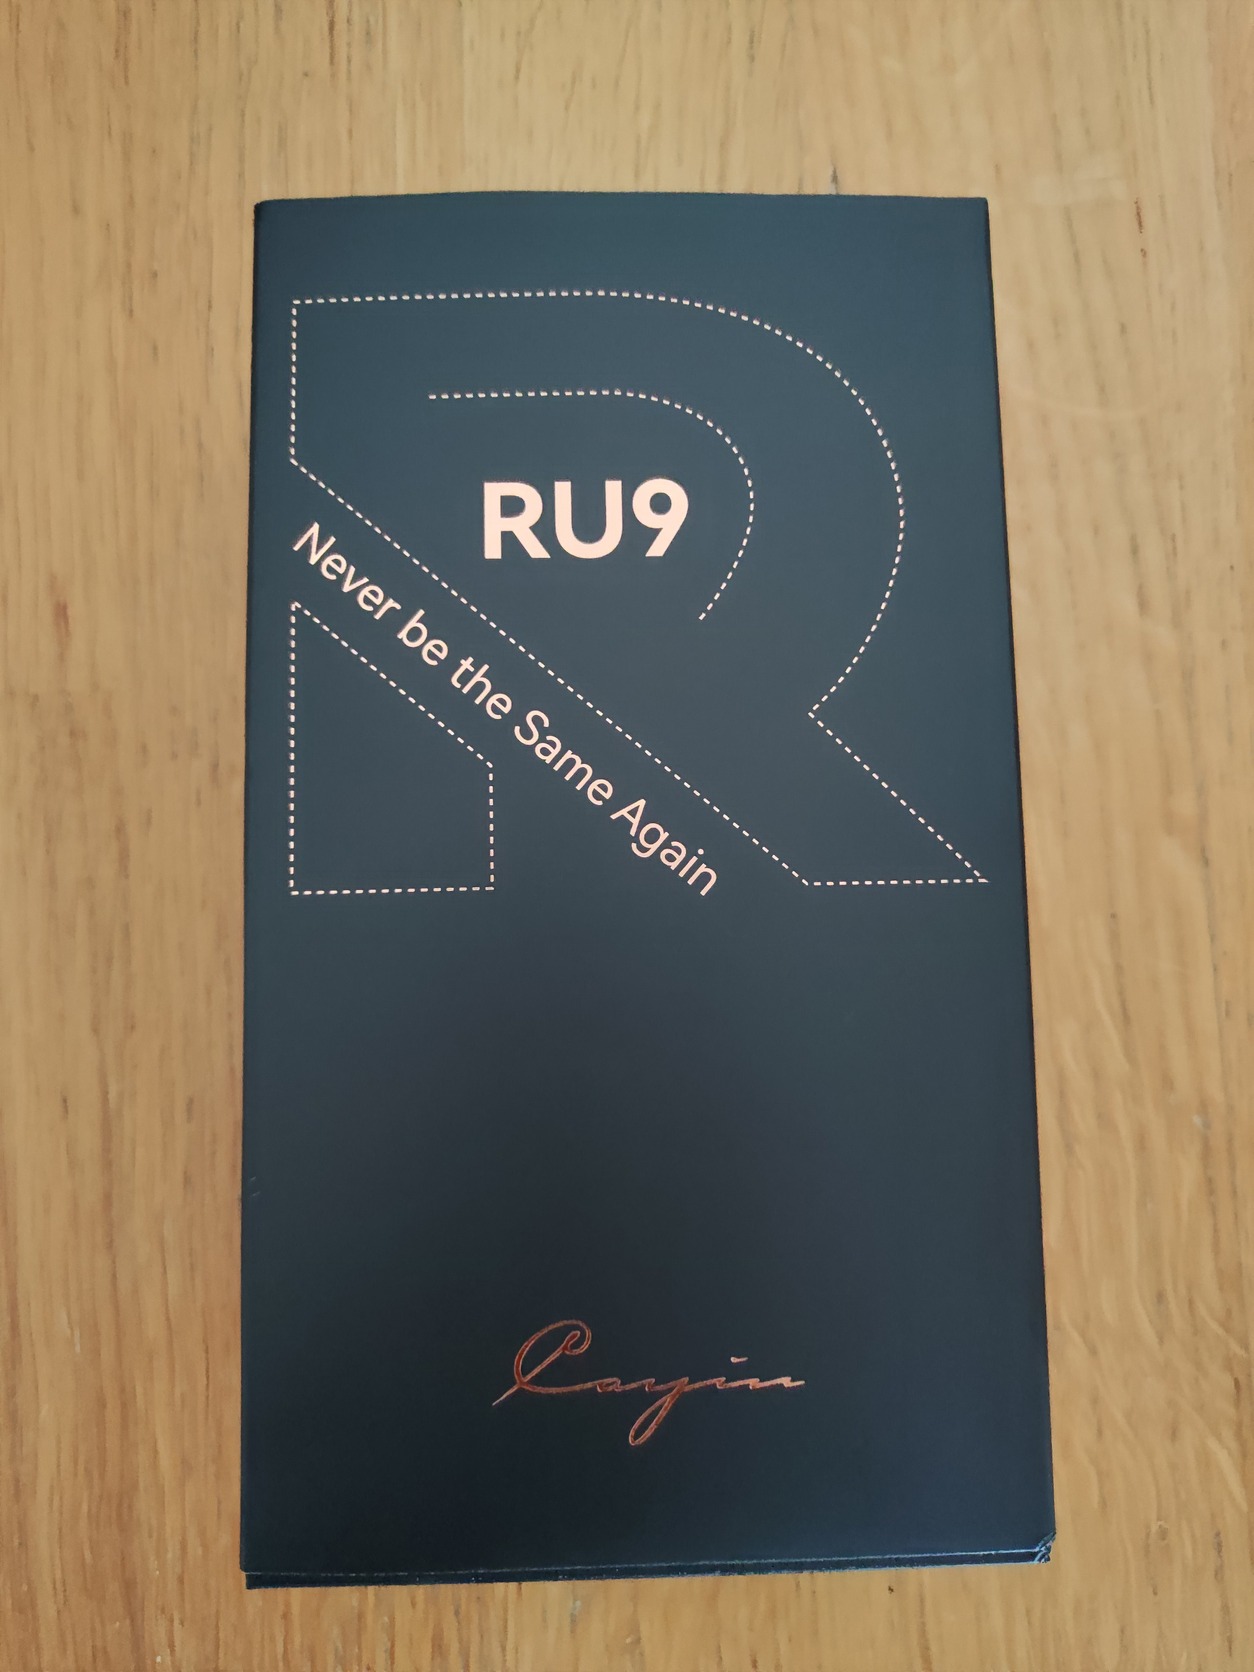 RU9
Never be the Same Again
Cayin